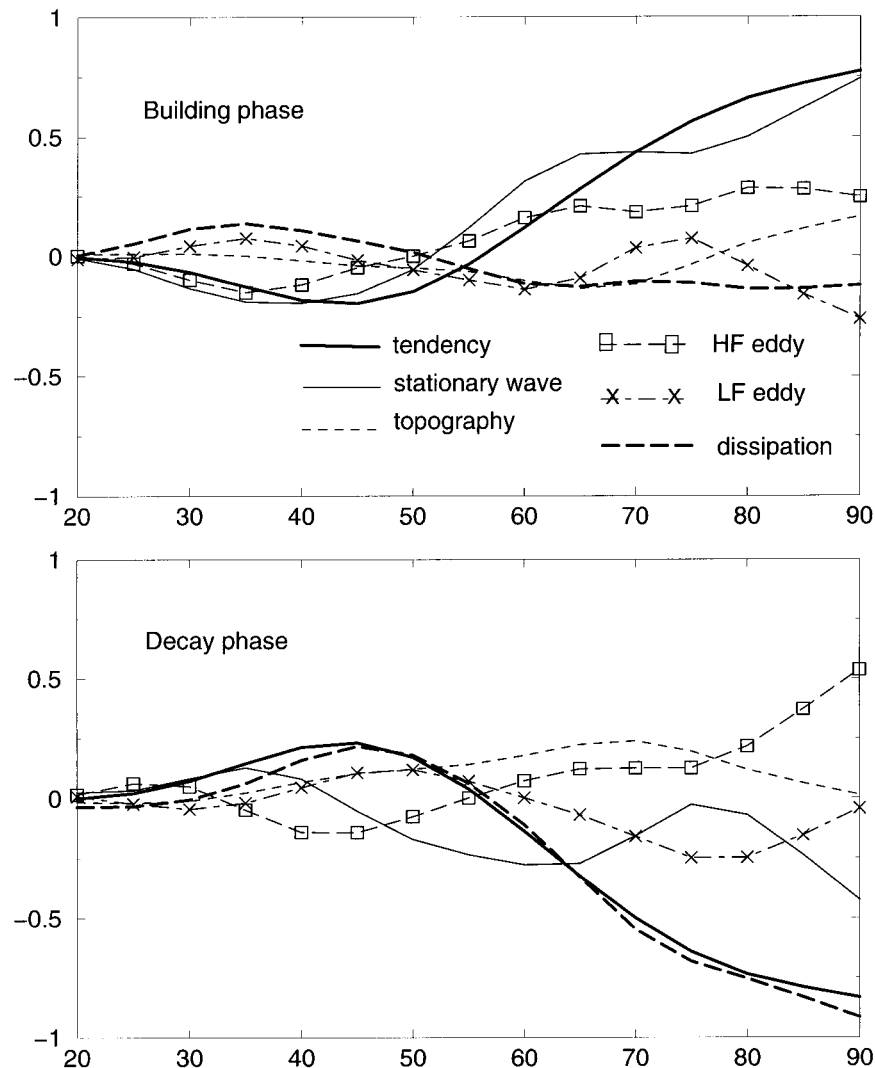 1
0.5
0
−0.5
−1
Building phase
tendency
stationary wave
topography
HF eddy
LF eddy
dissipation
20 30 40 50 60 70 80 90
1
0.5
0
−0.5
−1
Decay phase
20 30 40 50 60 70 80 90